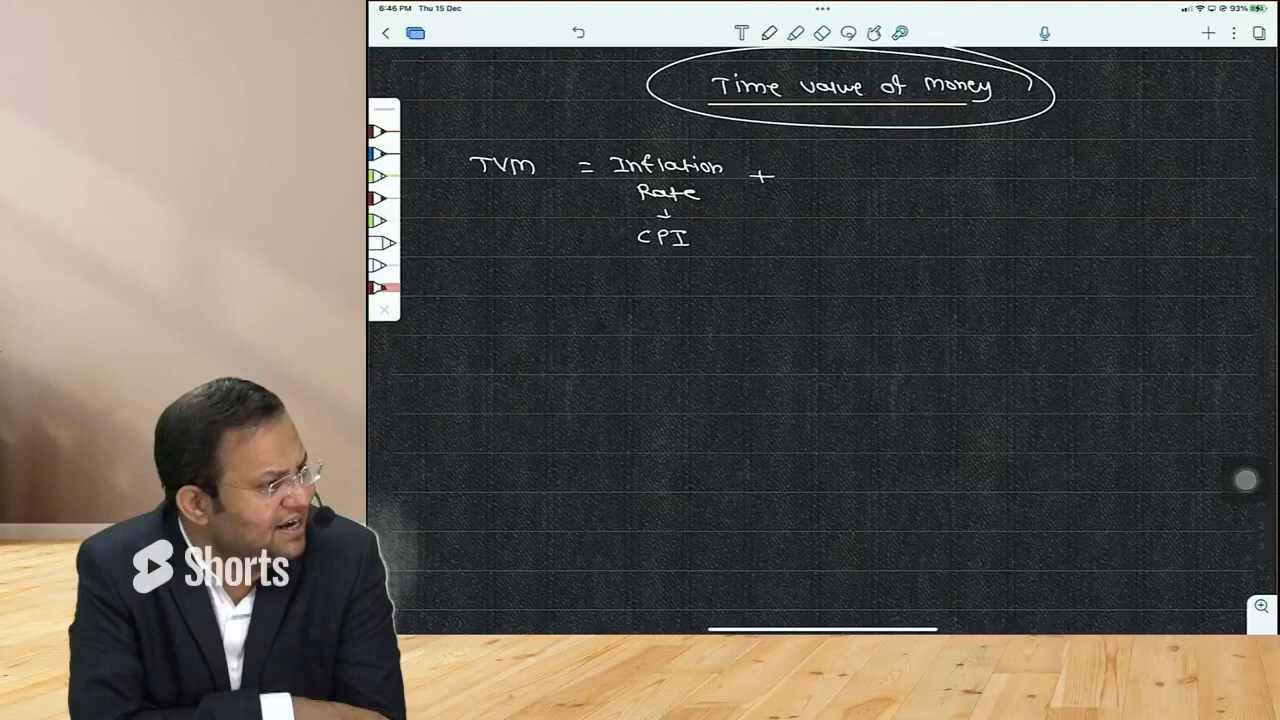 6:46 PM Thu 15 Dec
93%
T
Time value of money
TVM = Inflation +
Rate
↓
CPI
Shorts